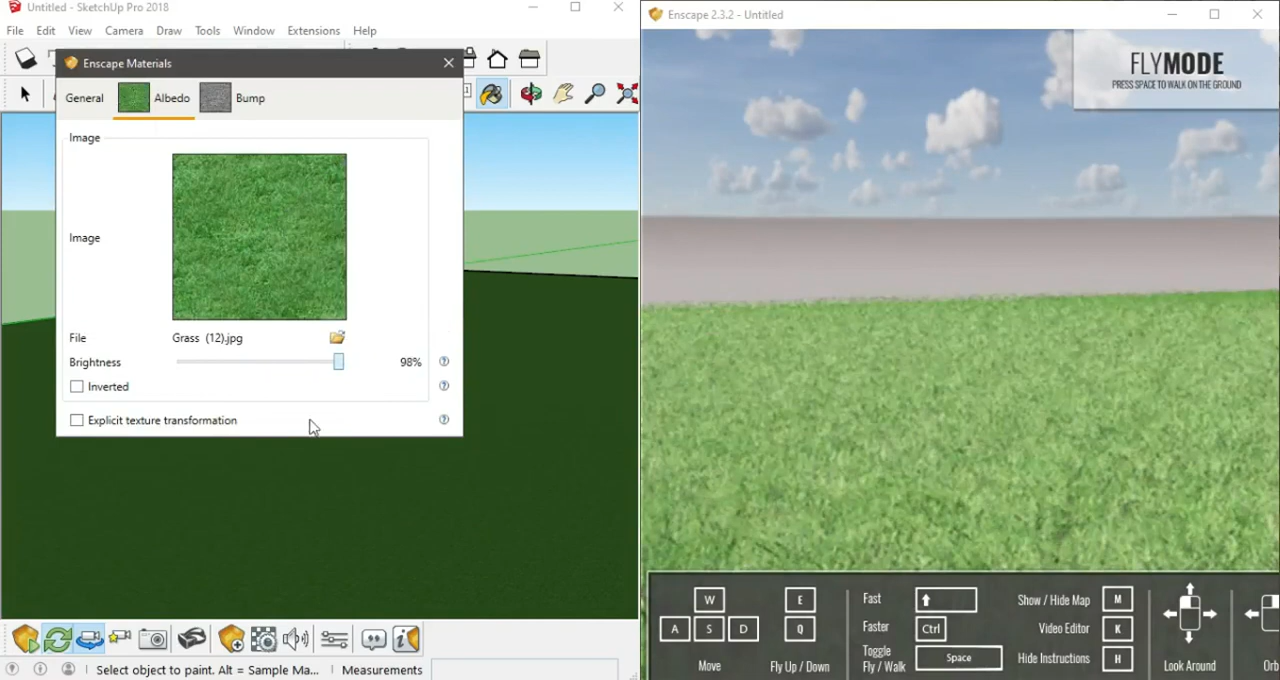 Untitled - SketchUp Pro 2018
File Edit View Camera Draw Tools Window Extensions Help
Enscape Materials
General Albedo Bump
Image
Image
File Grass (12).jpg
Brightness 98%
Inverted
Explicit texture transformation
Select object to paint. Alt = Sample Ma... Measurements
Enscape 2.3.2 - Untitled
FLYMODE
PRESS SPACE TO WALK ON THE GROUND
W E Fast Show / Hide Map M
A S D Q Faster Ctrl Video Editor K
Toggle
Fly / Walk Space Hide Instructions H
Move Fly Up / Down Look Around Orb